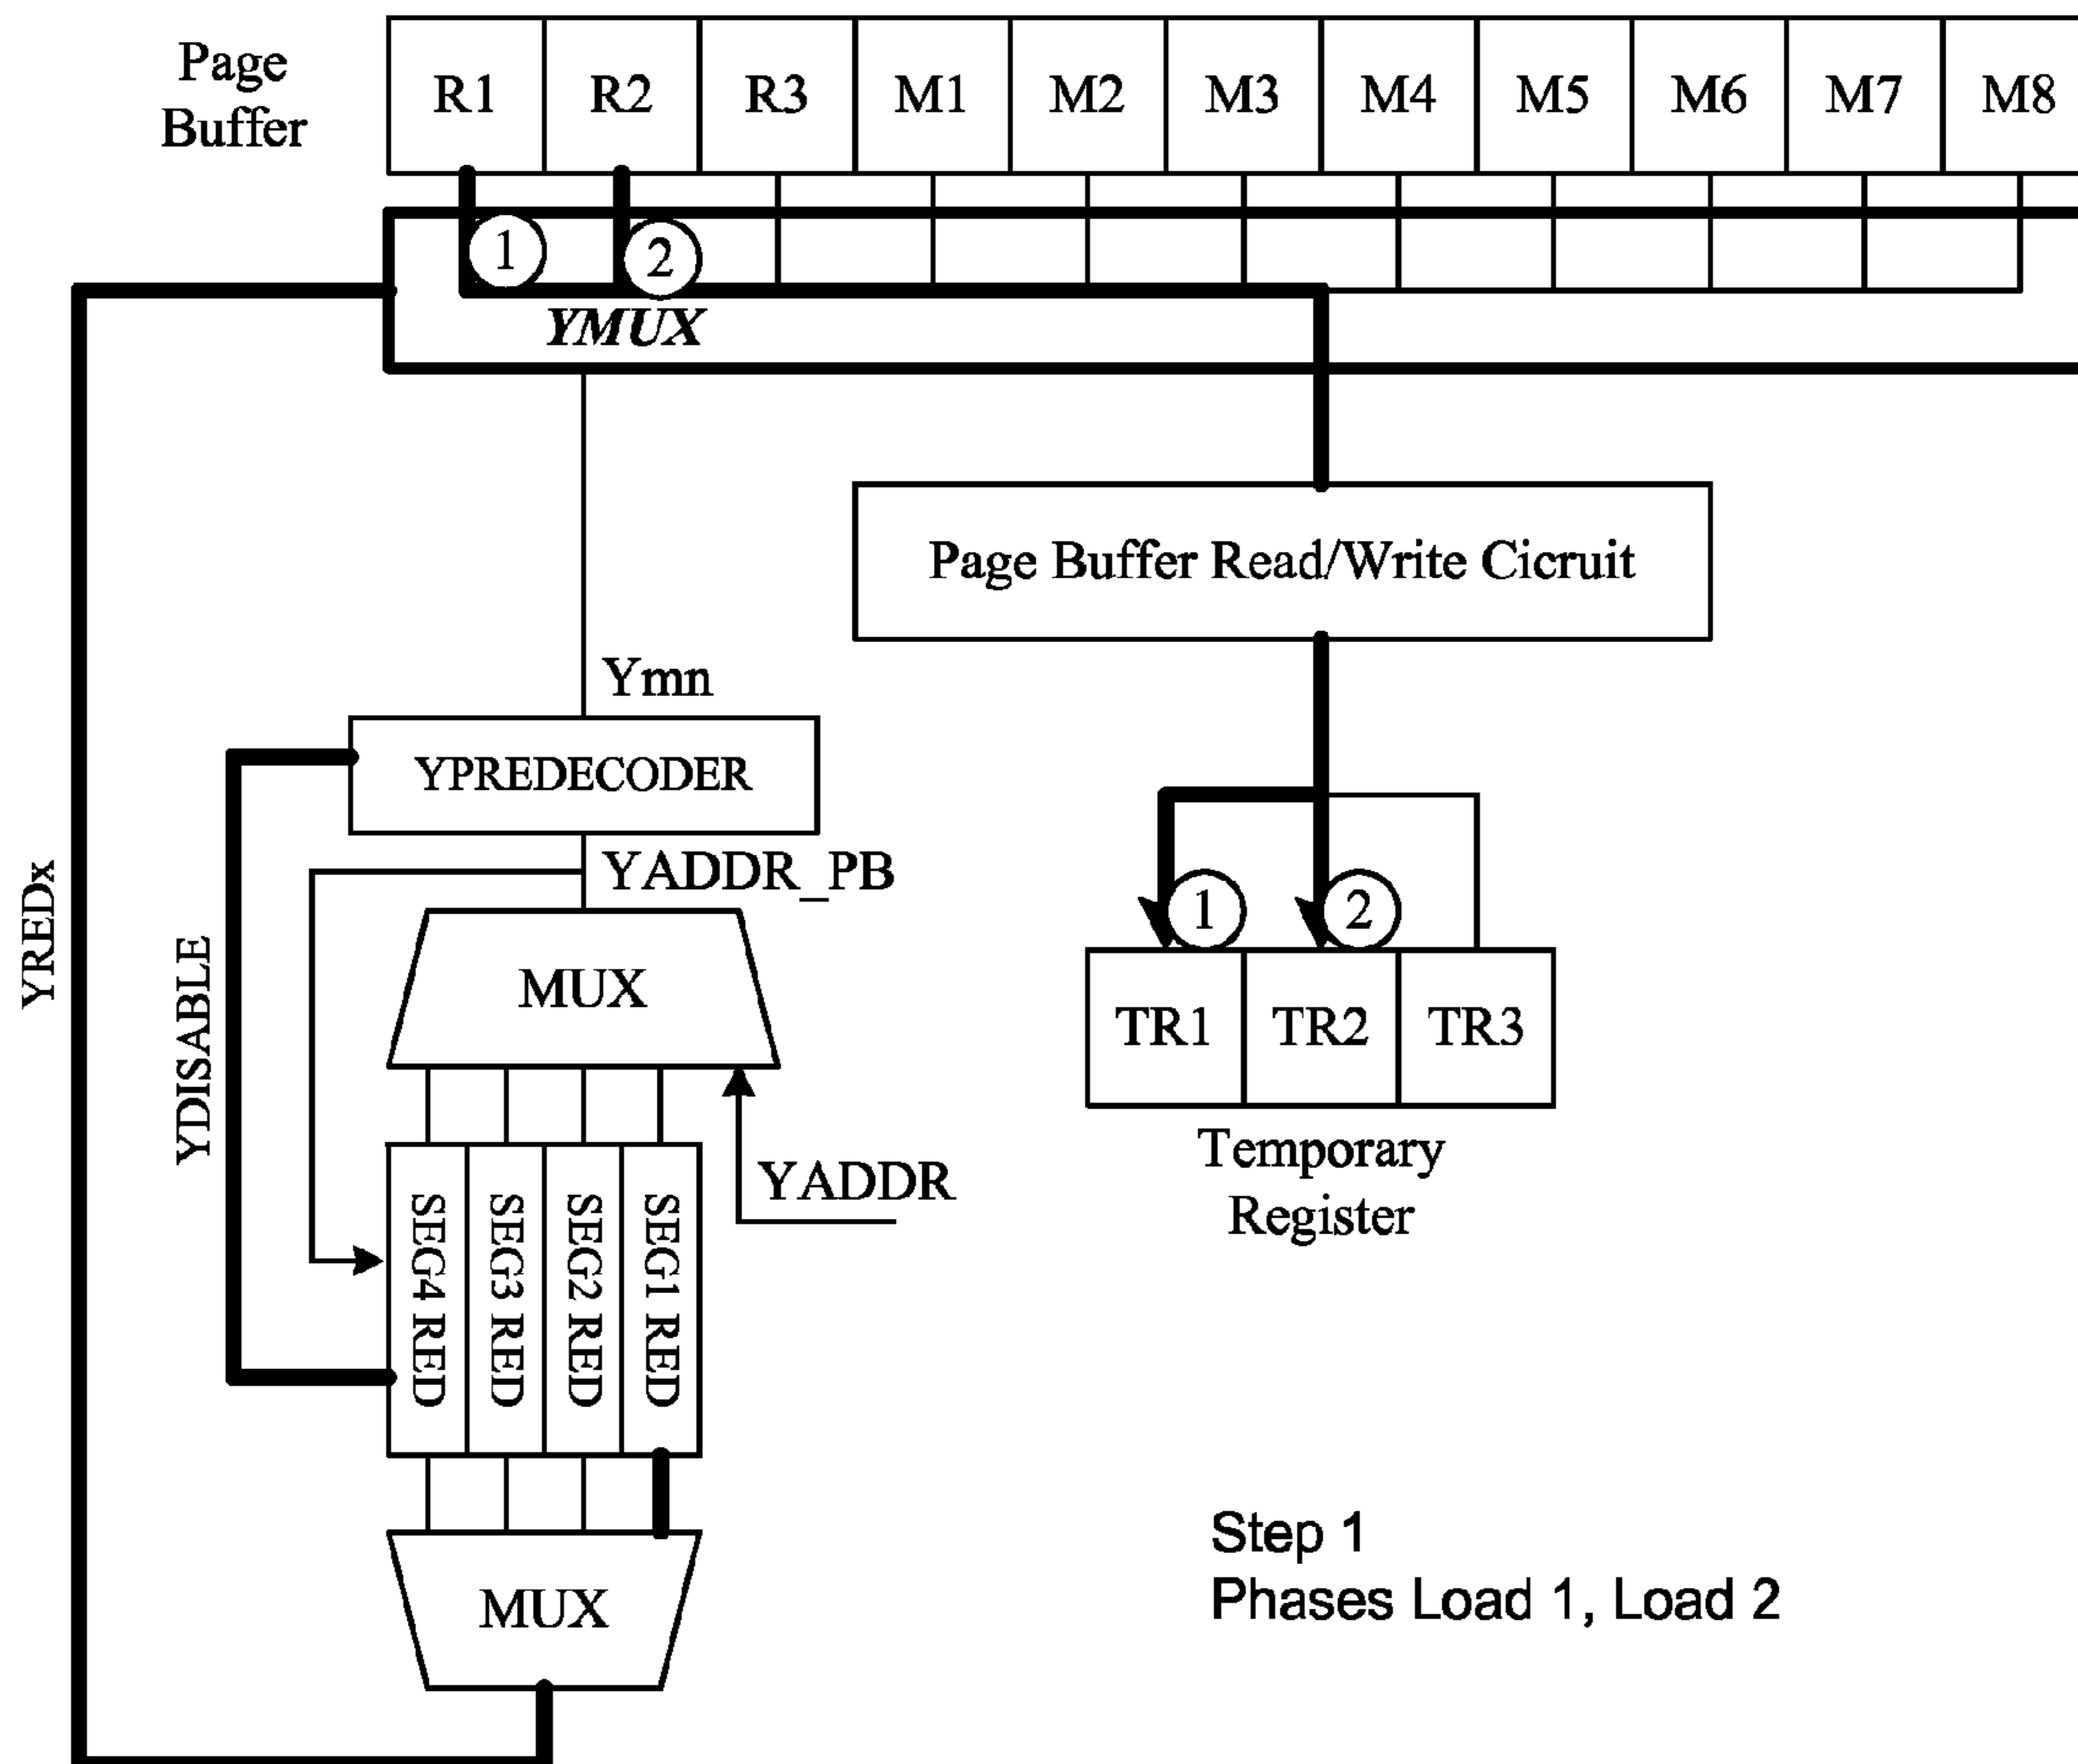 Page
Buffer
R1 R2 R3 M1 M2 M3 M4 M5 M6 M7 M8
1 2
YMUX
Page Buffer Read/Write Cicruit
Ymn
YPREDECODER
YADDR_PB
YREDx
YDISABLE
1 2
MUX
TR1 TR2 TR3
Temporary
Register
YADDR
SEG4 RED
SEG3 RED
SEG2 RED
SEG1 RED
MUX
Step 1
Phases Load 1, Load 2